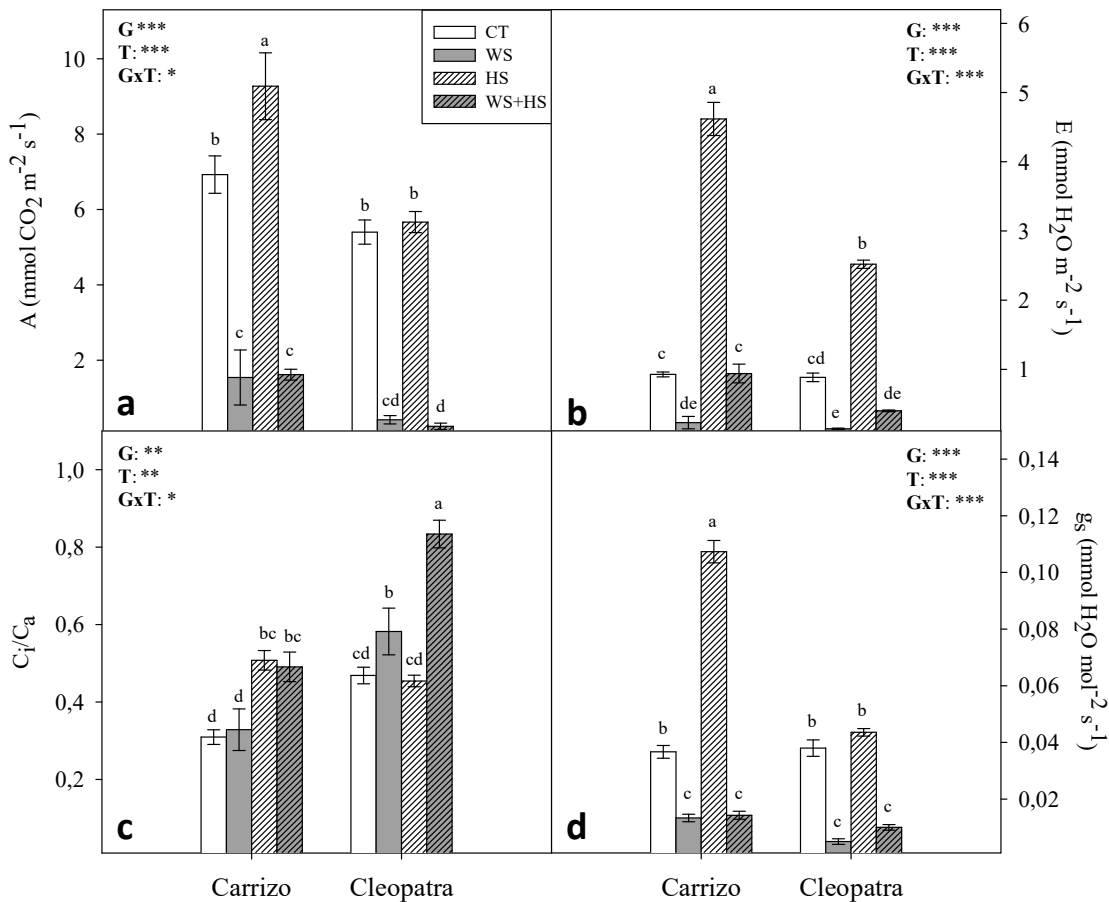 G ***
T: ***
GxT: *
CT
WS
HS
WS+HS
A (mmol CO2 m-2 s-1)
10
8
6
4
2
b
c
a
c
b
cd
b
d
a
G: ***
T: ***
GxT: ***
E (mmol H2O m-2 s-1)
6
5
4
3
2
1
c
de
a
c
cd
e
b
de
b
G: **
T: **
GxT: *
Ci/Ca
1,0
0,8
0,6
0,4
0,2
d
d
bc
bc
cd
b
cd
a
c
Carrizo
Cleopatra
G: ***
T: ***
GxT: ***
gs (mmol H2O mol-2 s-1)
0,14
0,12
0,10
0,08
0,06
0,04
0,02
b
c
a
c
b
c
b
c
d
Carrizo
Cleopatra